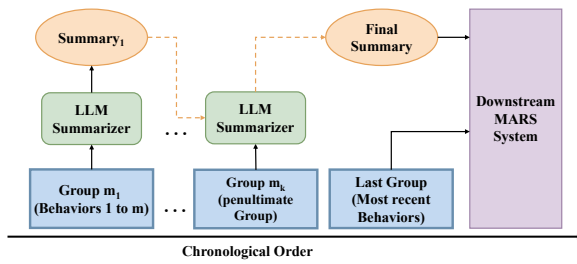 Summary₁
Final
Summary
LLM
Summarizer
LLM
Summarizer
...
Downstream
MARS
System
Group m₁
(Behaviors 1 to m)
...
Group mₖ
(penultimate
Group)
Last Group
(Most recent
Behaviors)
Chronological Order